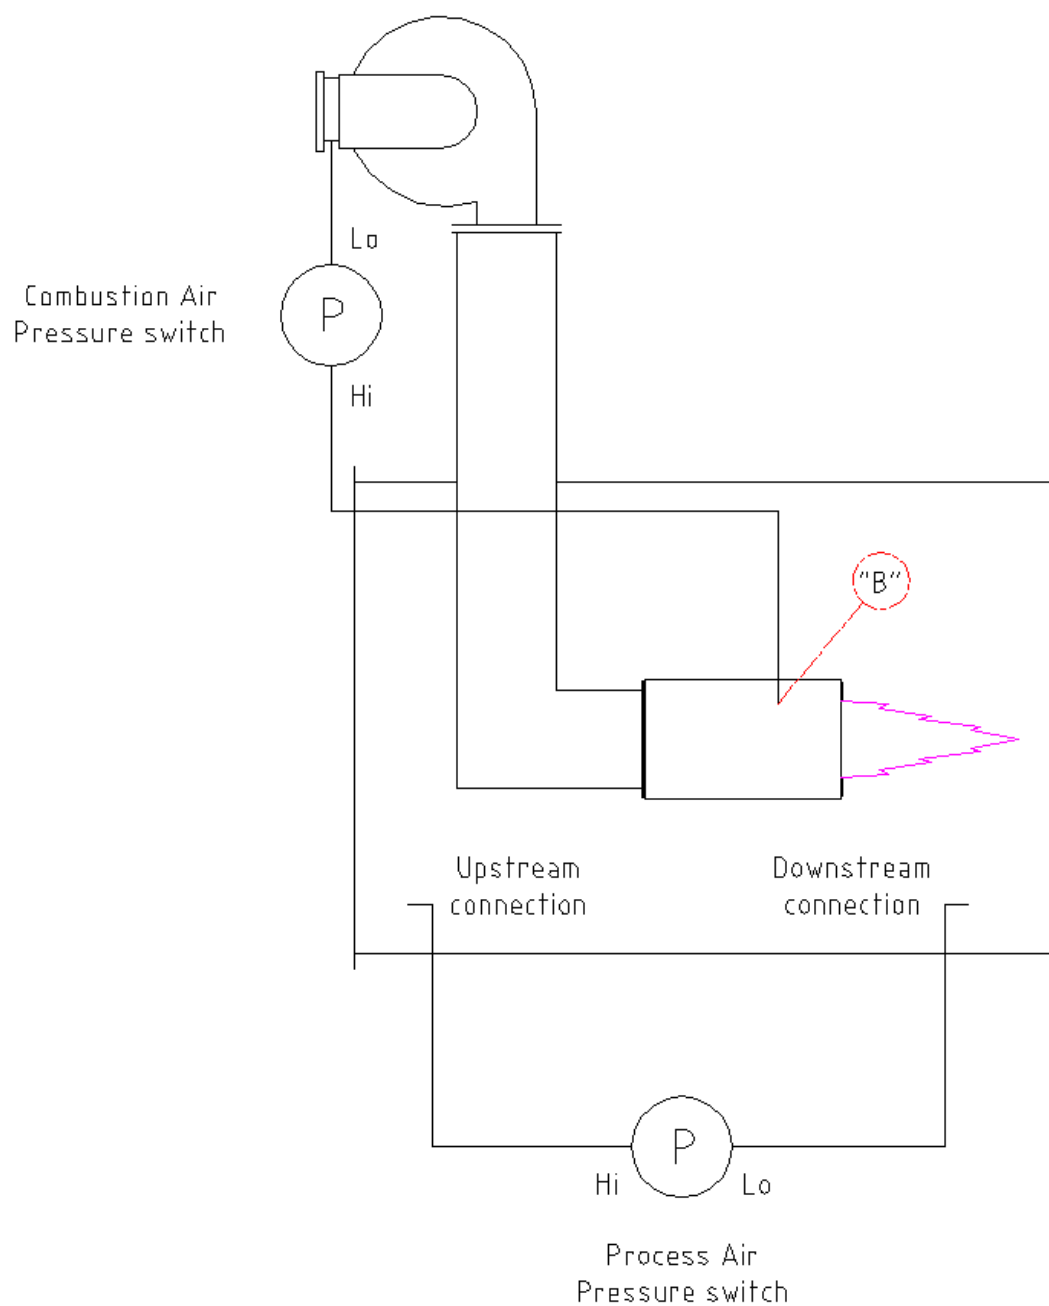 Lo
Combustion Air
Pressure switch
P
Hi
"B"
Upstream
connection
Downstream
connection
P
Hi
Lo
Process Air
Pressure switch